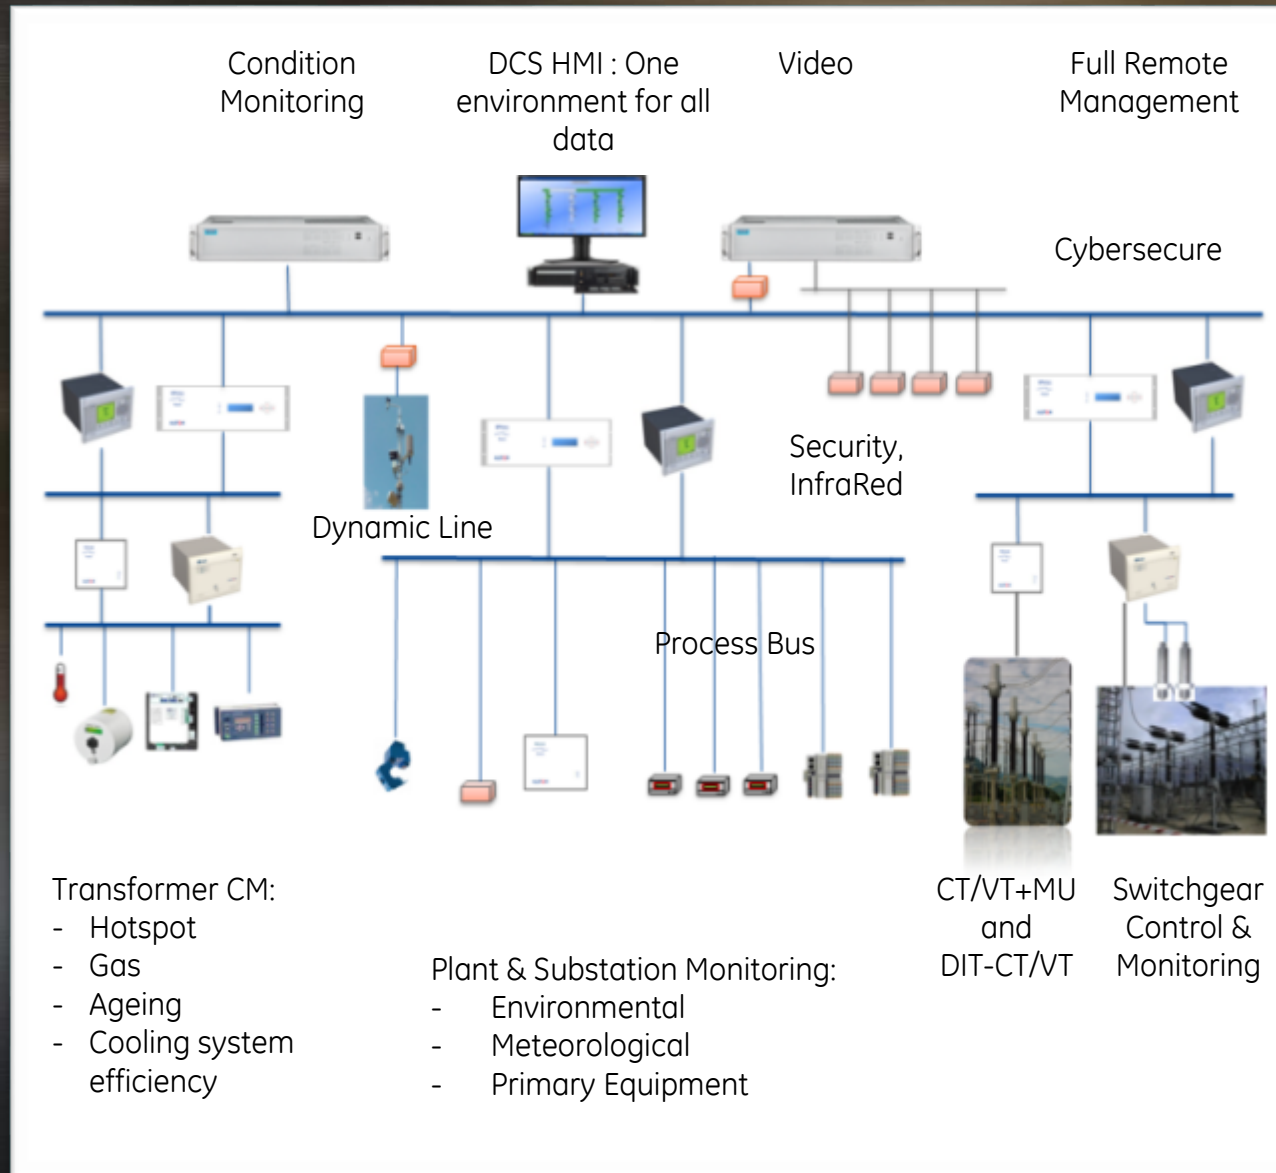 Condition
Monitoring
DCS HMI : One
environment for all
data
Video
Full Remote
Management
Cybersecure
Security,
InfraRed
Dynamic Line
Process Bus
Transformer CM:
- Hotspot
- Gas
- Ageing
- Cooling system
efficiency
Plant & Substation Monitoring:
- Environmental
- Meteorological
- Primary Equipment
CT/VT+MU
and
DIT-CT/VT
Switchgear
Control &
Monitoring